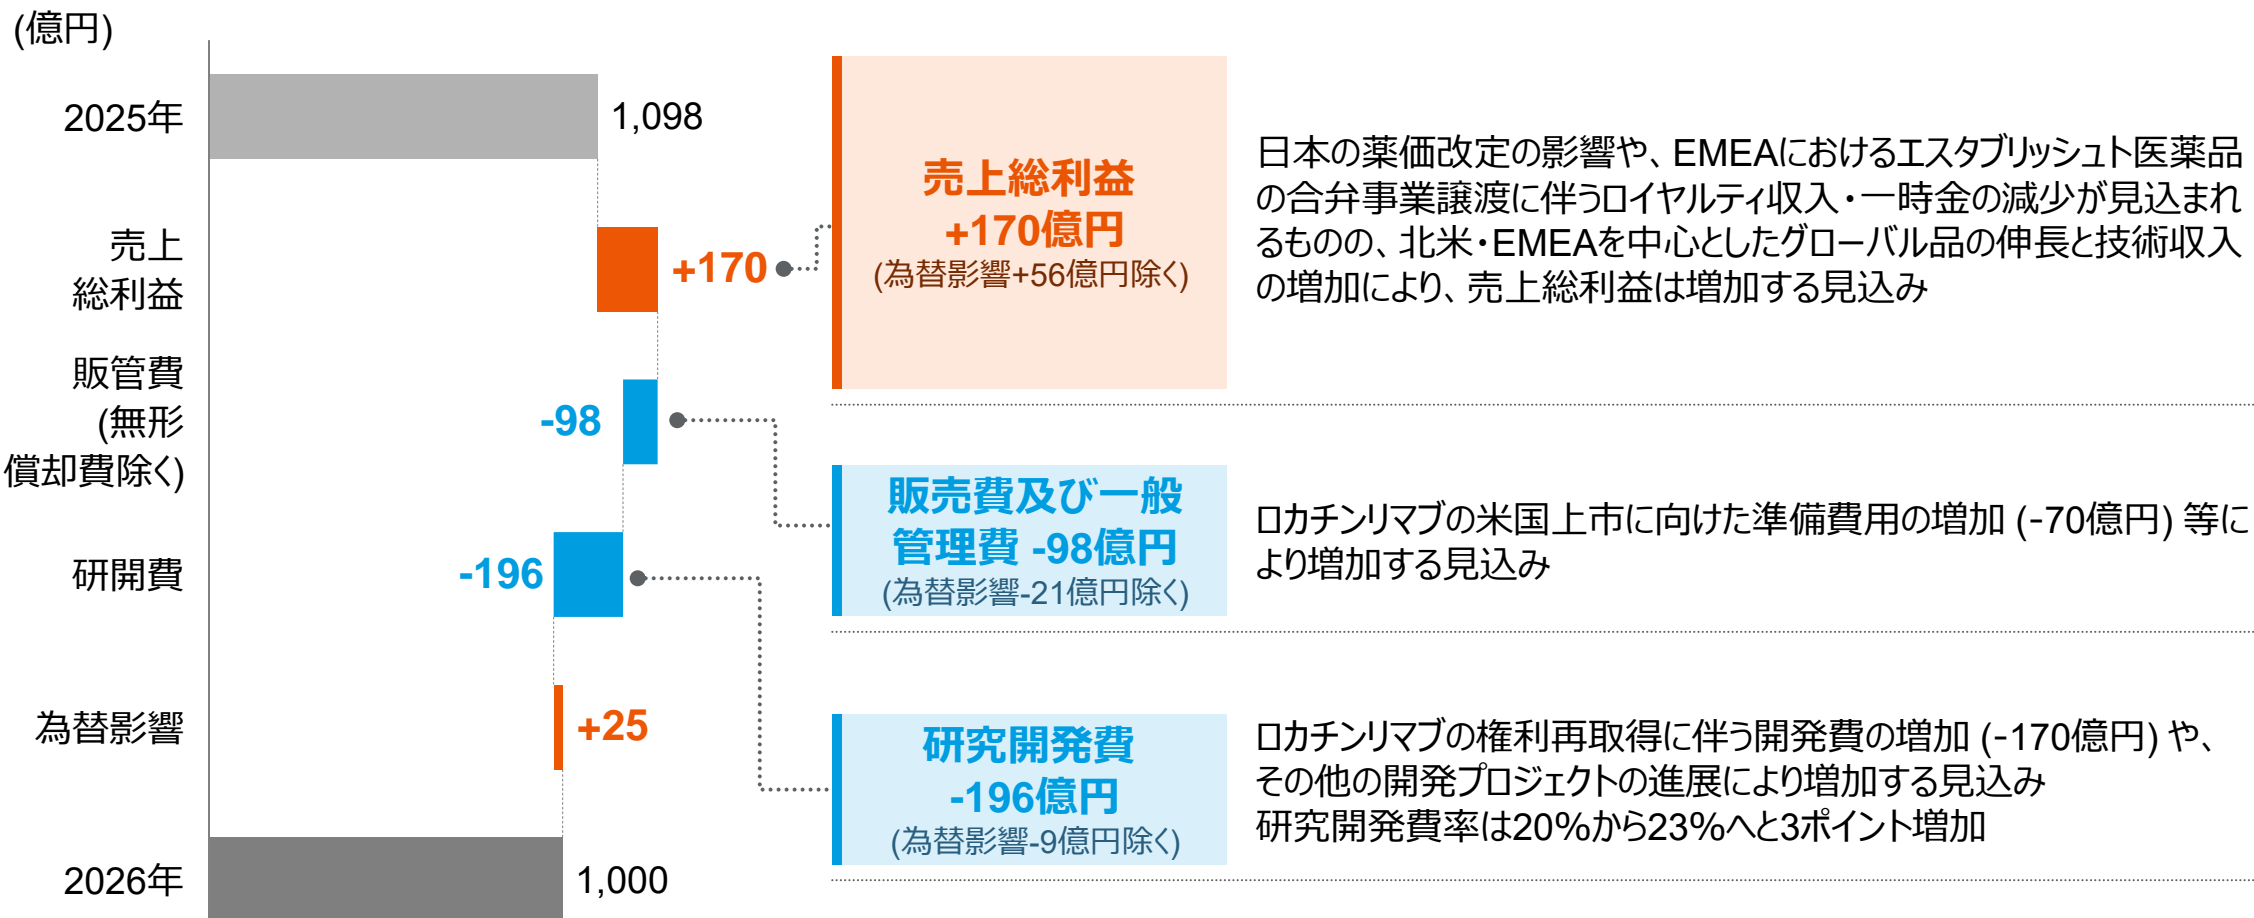 (億円)
2025年
1,098
売上
総利益
+170
販管費
(無形
償却費除く)
-98
研開費
-196
為替影響
+25
2026年
1,000
売上総利益
+170億円
(為替影響+56億円除く)
日本の薬価改定の影響や、EMEAにおけるエスタブリッシュト医薬品
の合弁事業譲渡に伴うロイヤルティ収入・一時金の減少が見込まれ
るものの、北米・EMEAを中心としたグローバル品の伸長と技術収入
の増加により、売上総利益は増加する見込み
販売費及び一般
管理費 -98億円
(為替影響-21億円除く)
ロカチンリマブの米国上市に向けた準備費用の増加 (-70億円) 等に
より増加する見込み
研究開発費
-196億円
(為替影響-9億円除く)
ロカチンリマブの権利再取得に伴う開発費の増加 (-170億円) や、
その他の開発プロジェクトの進展により増加する見込み
研究開発費率は20%から23%へと3ポイント増加